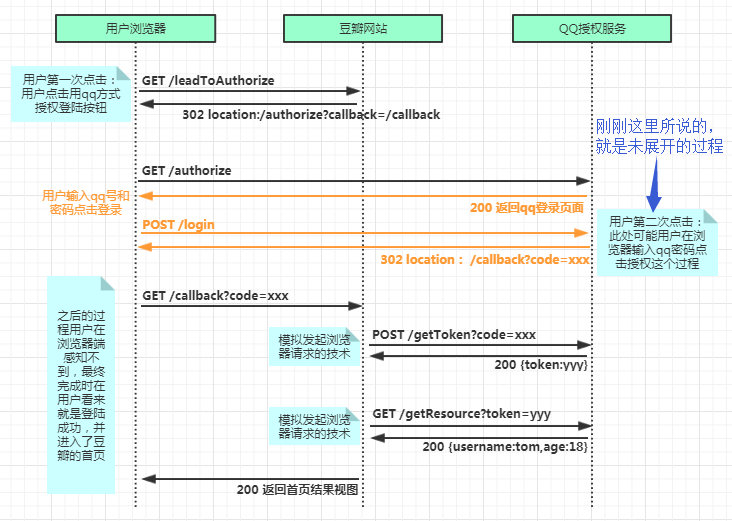 用户浏览器
豆瓣网站
QQ授权服务
用户第一次点击：
用户点击用qq方式
授权登陆按钮
GET /leadToAuthorize
302 location:/authorize?callback=/callback
刚刚这里所说的，
就是未展开的过程
GET /authorize
用户输入qq号和
密码点击登录
200 返回qq登录页面
POST /login
302 location： /callback?code=xxx
用户第二次点击：
此处可能用户在浏
览器输入qq密码点
击授权这个过程
GET /callback?code=xxx
之后的过
程用户在
浏览器端
感知不
到，最终
完成时在
用户看来
就是登陆
成功，并
进入了豆
瓣的首页
模拟发起浏览
器请求的技术
POST /getToken?code=xxx
200 {token:yyy}
模拟发起浏览
器请求的技术
GET /getResource?token=yyy
200 {username:tom,age:18}
200 返回首页结果视图